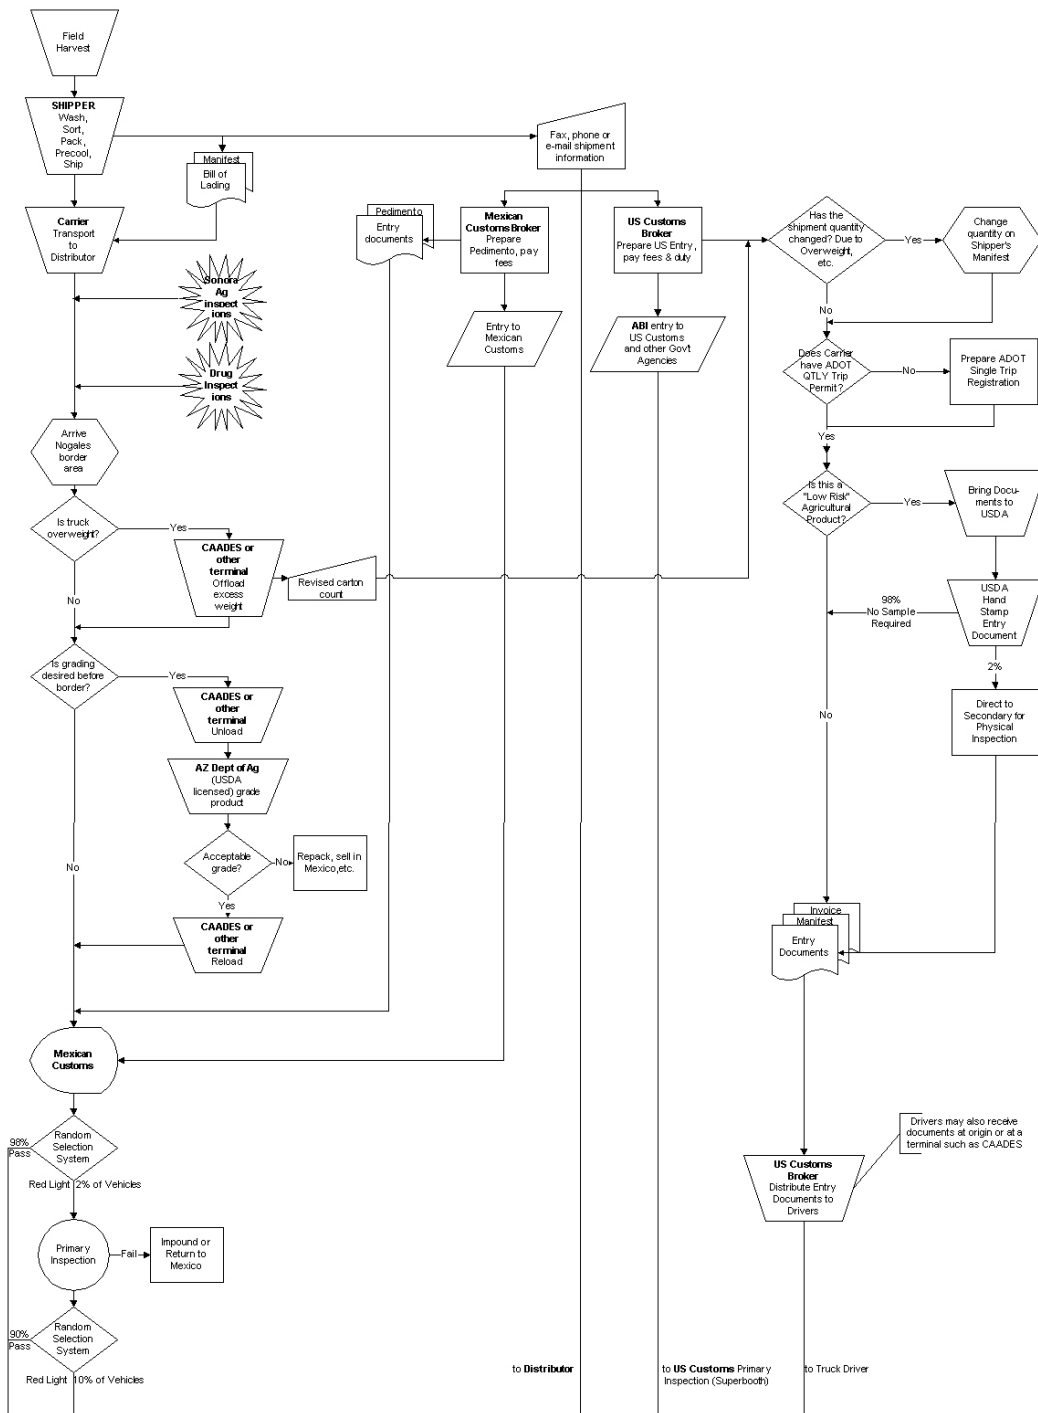 Field
Harvest
SHIPPER
Wash,
Sort,
Pack,
Precool,
Ship
Manifest
Bill of
Lading
Fax, phone or
e-mail shipment
information
Carrier
Transport
to
Distributor
Pedimento
Entry
documents
Mexican
Customs Broker
Prepare
Pedimento, pay
fees
US Customs
Broker
Prepare US Entry,
pay fees & duty
Has the
shipment quantity
changed? Due to
Overweight,
etc.
Yes
Change
quantity on
Shipper's
Manifest
Sonora
Ag
inspect
ions
No
Entry to
Mexican
Customs
ABI entry to
US Customs
and other Gov't
Agencies
Does Carrier
have ADOT
QTLY Trip
Permit?
No
Prepare ADOT
Single Trip
Registration
Drug
Inspect
ions
Yes
Arrive
Nogales
border
area
Is this a
"Low Risk"
Agricultural
Product?
Yes
Bring Docu-
ments to
USDA
Is truck
overweight?
Yes
CAADES or
other
terminal
Offload
excess
weight
Revised carton
count
No
98%
No Sample
Required
USDA
Hand
Stamp
Entry
Document
2%
Is grading
desired before
border?
Yes
CAADES or
other
terminal
Unload
No
Direct to
Secondary for
Physical
Inspection
AZ Dept of Ag
(USDA
licensed) grade
product
No
Acceptable
grade?
No
Repack, sell in
Mexico,etc.
Yes
CAADES or
other
terminal
Reload
Invoice
Manifest
Entry
Documents
Mexican
Customs
98%
Pass
Random
Selection
System
Red Light 2% of Vehicles
Drivers may also receive
documents at origin or at a
terminal such as CAADES
US Customs
Broker
Distribute Entry
Documents to
Drivers
Primary
Inspection
Fail
Impound or
Return to
Mexico
90%
Pass
Random
Selection
System
Red Light 10% of Vehicles
to Distributor
to US Customs Primary
Inspection (Superbooth)
to Truck Driver